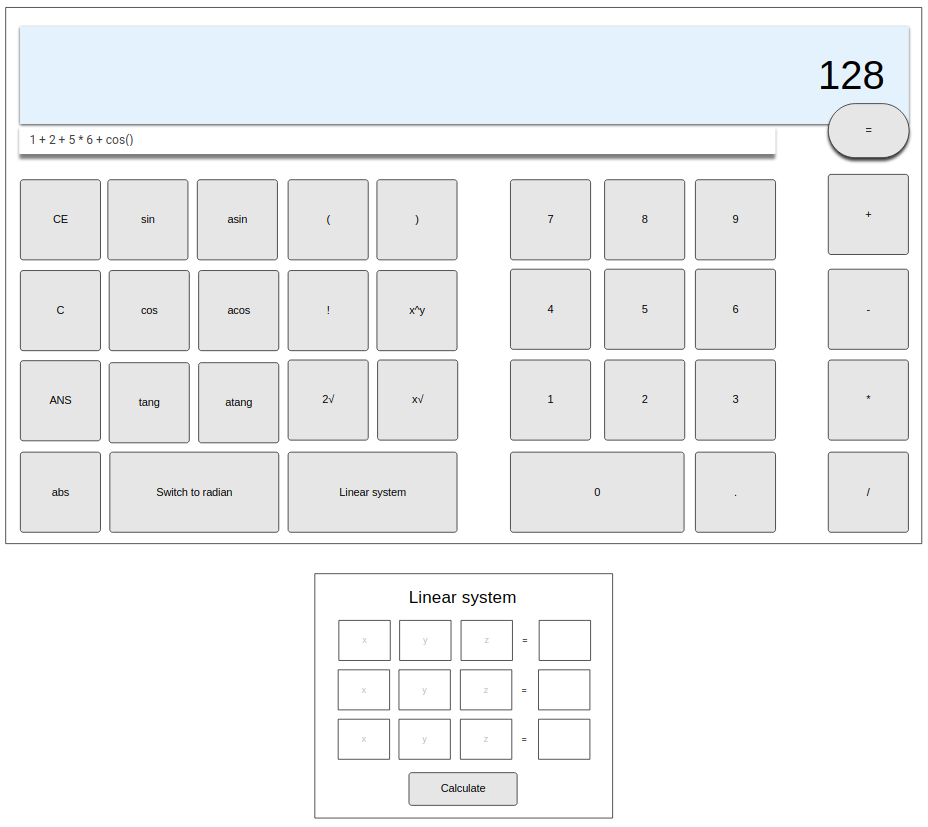 128
1 + 2 + 5 * 6 + cos()
=
CE sin asin ( ) 7 8 9 +
C cos acos ! x^y 4 5 6 -
ANS tang atang 2√ x√ 1 2 3 *
abs Switch to radian Linear system 0 . /
Linear system
x y z =
x y z =
x y z =
Calculate